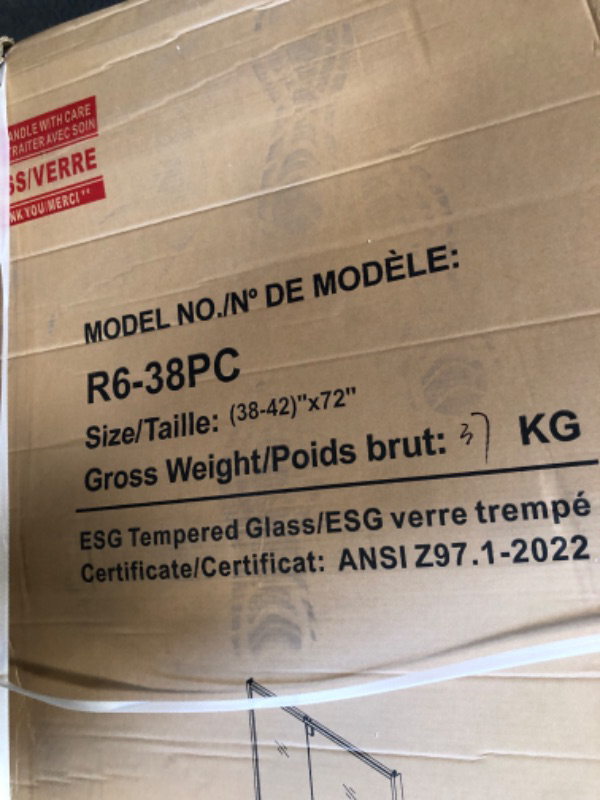 ANDLE WITH CARE
RAITER AVEC SOIN
SS/VERRE
NK YOU/MERCI **
MODEL NO./Nº DE MODÈLE:
R6-38PC
Size/Taille: (38-42)"x72"
Gross Weight/Poids brut: 37 KG
ESG Tempered Glass/ESG verre trempé
Certificate/Certificat: ANSI Z97.1-2022